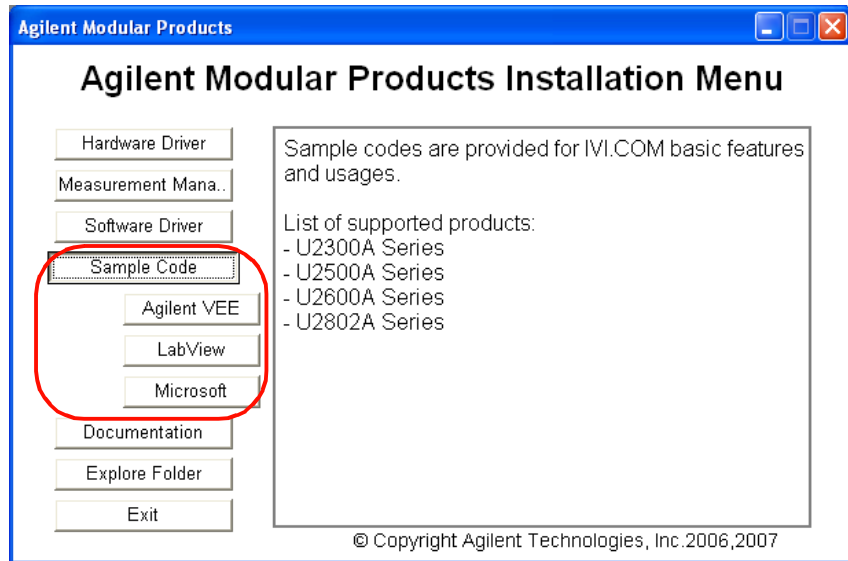 Agilent Modular Products
Agilent Modular Products Installation Menu
Hardware Driver
Measurement Mana..
Software Driver
Sample Code
Agilent VEE
LabView
Microsoft
Documentation
Explore Folder
Exit
Sample codes are provided for IVI.COM basic features
and usages.
List of supported products:
- U2300A Series
- U2500A Series
- U2600A Series
- U2802A Series
© Copyright Agilent Technologies, Inc.2006,2007